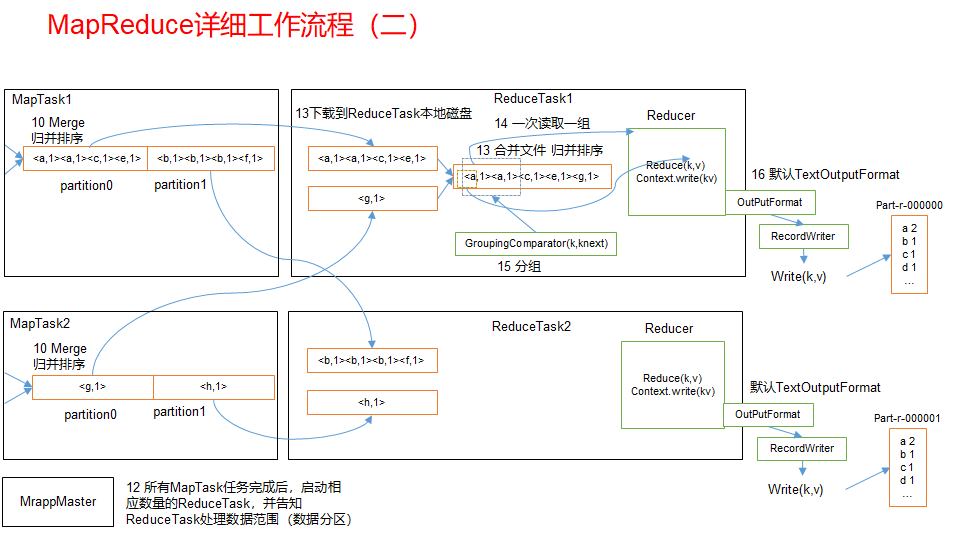 MapReduce详细工作流程（二）
MapTask1
10 Merge
归并排序
<a,1><a,1><c,1><e,1>
<b,1><b,1><b,1><f,1>
partition0
partition1
ReduceTask1
13下载到ReduceTask本地磁盘
14 一次读取一组
Reducer
13 合并文件 归并排序
<a,1><a,1><c,1><e,1>
<a,1><a,1><c,1><e,1><g,1>
<g,1>
Reduce(k,v)
Context.write(kv)
GroupingComparator(k,knext)
15 分组
16 默认TextOutputFormat
OutPutFormat
RecordWriter
Write(k,v)
Part-r-000000
a 2
b 1
c 1
d 1
...
MapTask2
10 Merge
归并排序
<g,1>
<h,1>
partition0
partition1
ReduceTask2
Reducer
<b,1><b,1><b,1><f,1>
<h,1>
Reduce(k,v)
Context.write(kv)
默认TextOutputFormat
OutPutFormat
RecordWriter
Write(k,v)
Part-r-000001
a 2
b 1
c 1
d 1
...
MrappMaster
12 所有MapTask任务完成后，启动相
应数量的ReduceTask，并告知
ReduceTask处理数据范围（数据分区）